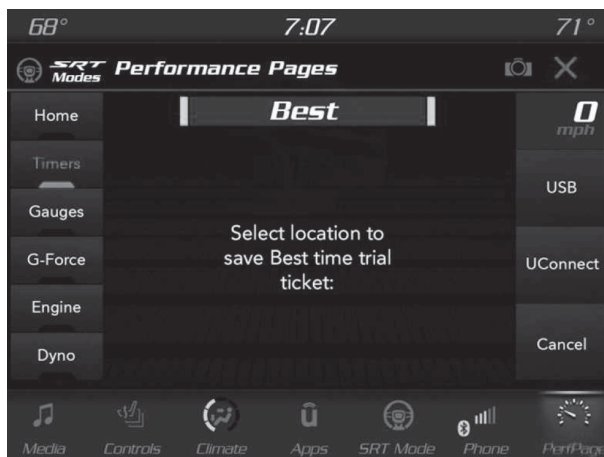 68°
7:07
71°
SRT
Modes
Performance Pages
Home
Timers
Gauges
G-Force
Engine
Dyno
Best
Select location to
save Best time trial
ticket:
0
mph
USB
UConnect
Cancel
Media
Controls
Climate
Apps
SRT Mode
Phone
PerfPage